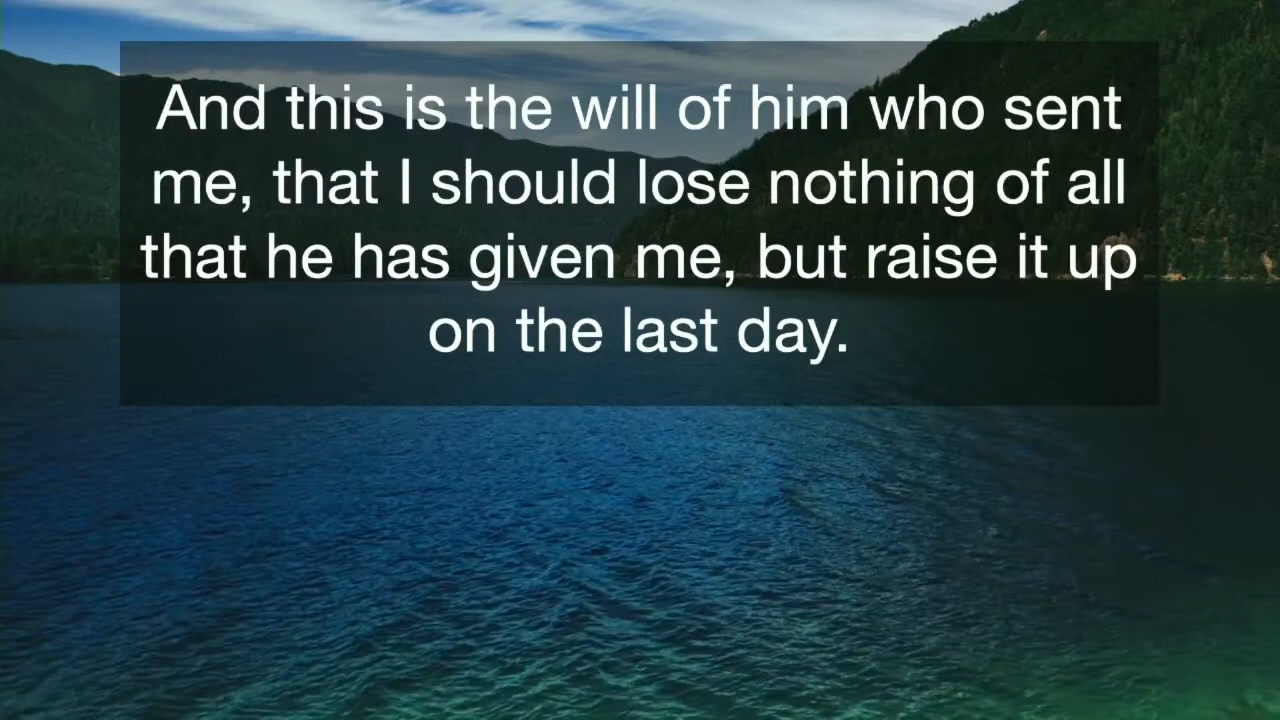 And this is the will of him who sent
me, that I should lose nothing of all
that he has given me, but raise it up
on the last day.